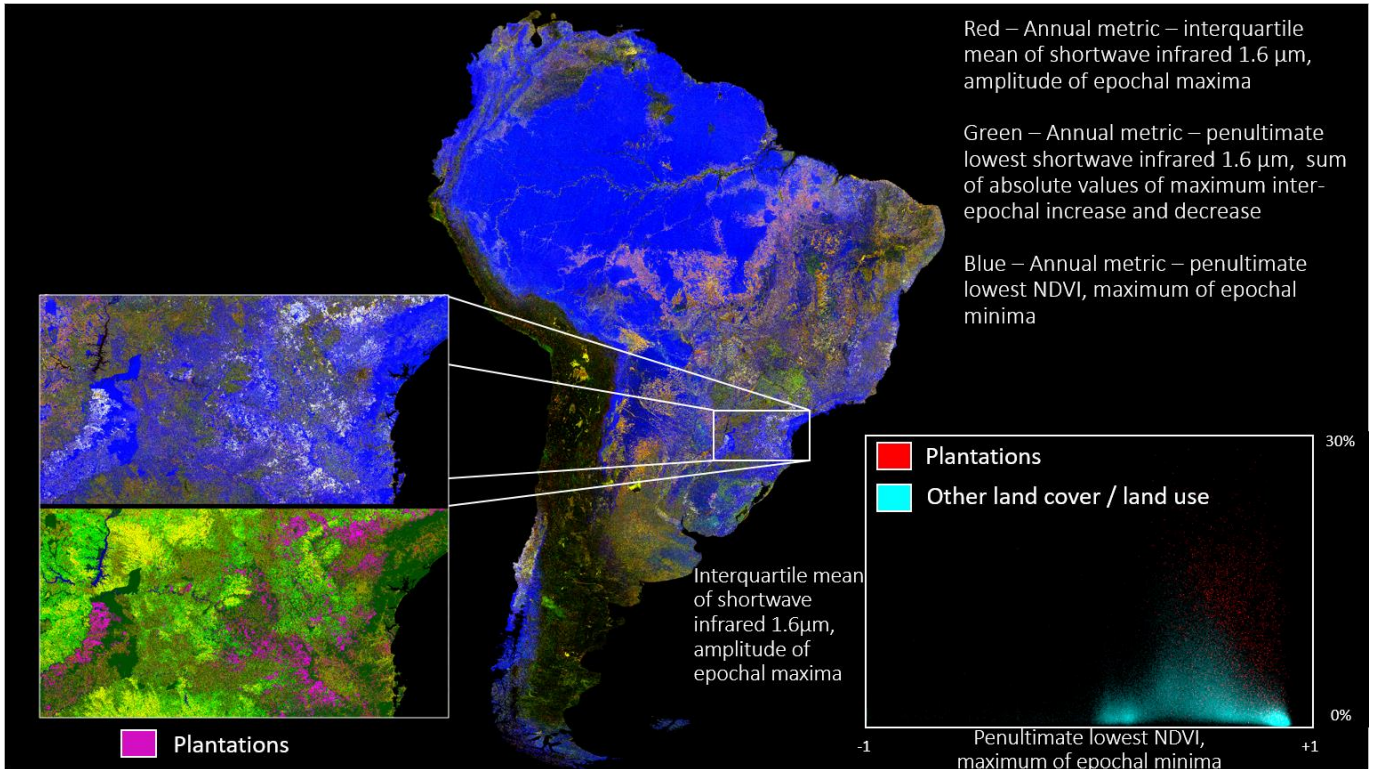 Red – Annual metric – interquartile
mean of shortwave infrared 1.6 µm,
amplitude of epochal maxima
Green – Annual metric – penultimate
lowest shortwave infrared 1.6 µm, sum
of absolute values of maximum inter-
epochal increase and decrease
Blue – Annual metric – penultimate
lowest NDVI, maximum of epochal
minima
Plantations
Interquartile mean
of shortwave
infrared 1.6µm,
amplitude of
epochal maxima
Plantations
Other land cover / land use
30%
0%
-1
Penultimate lowest NDVI,
maximum of epochal minima
+1